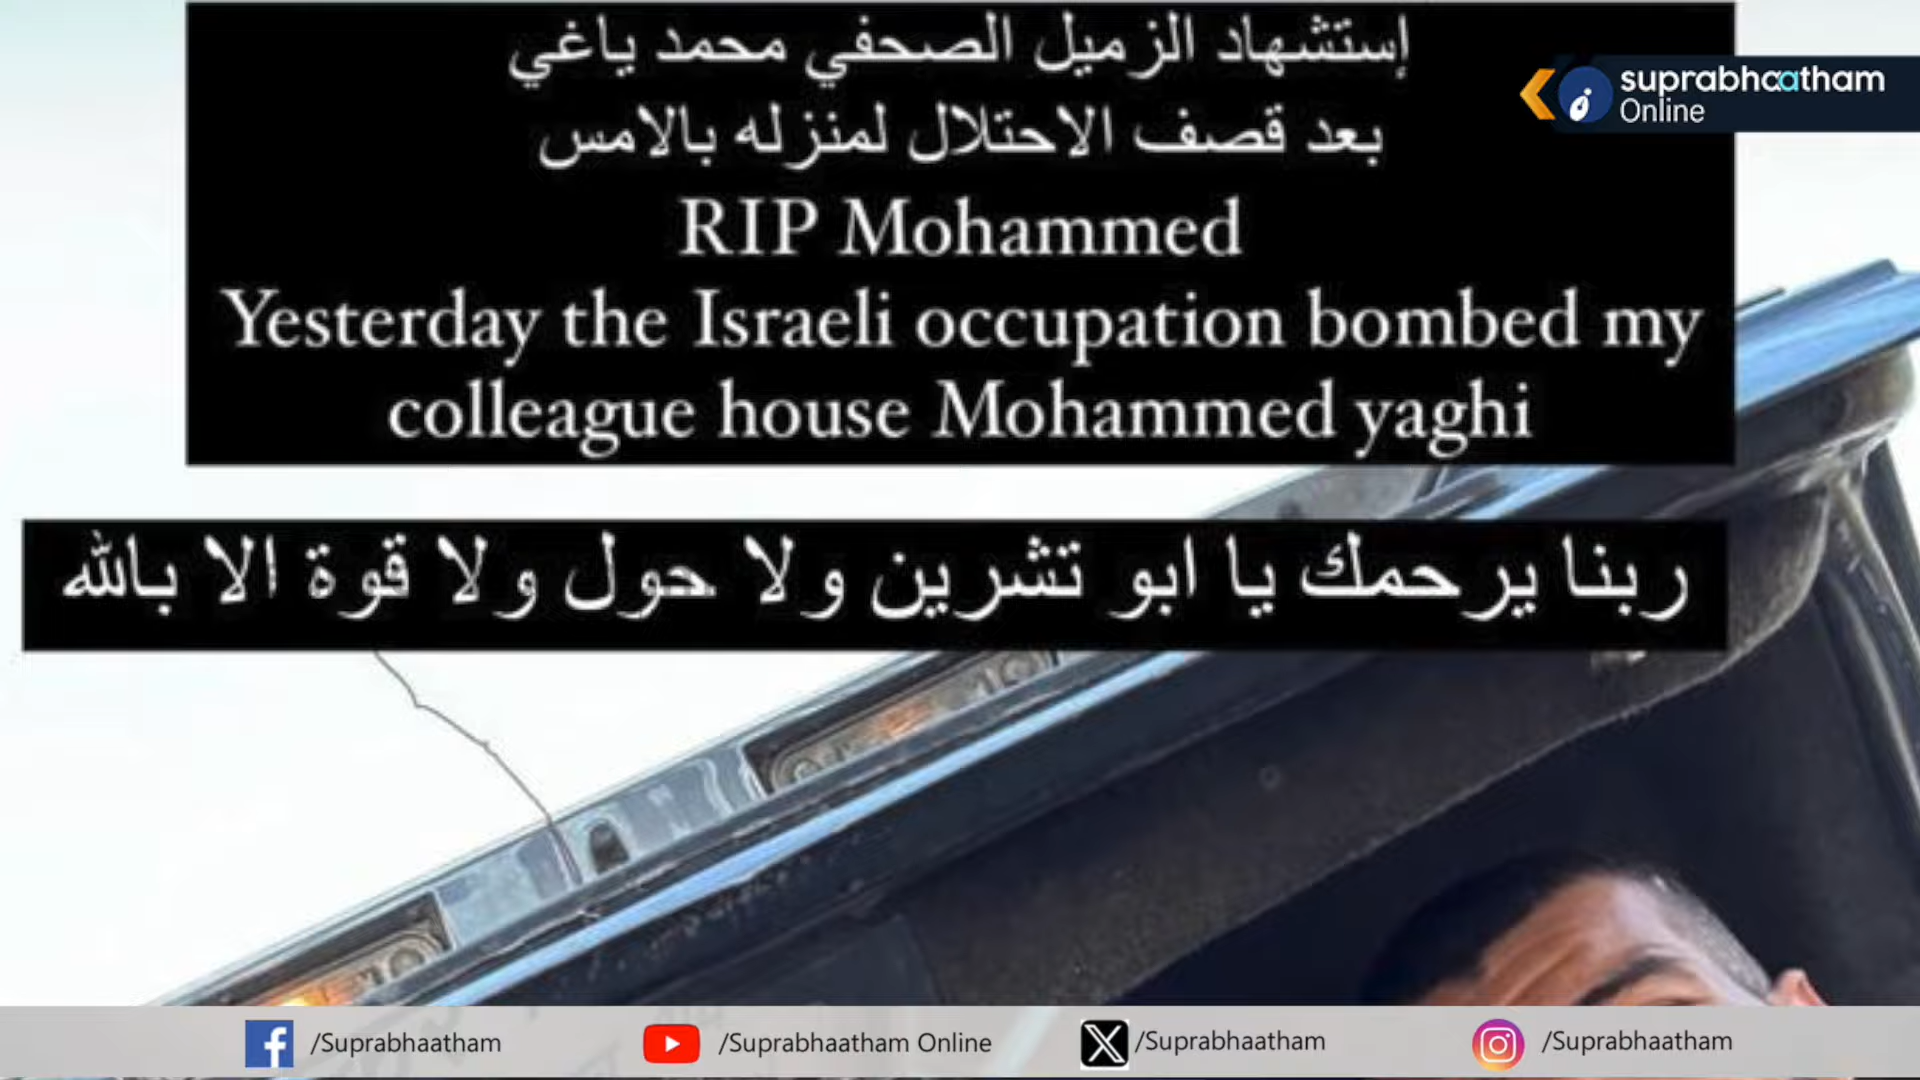 إستشهاد الزميل الصحفي محمد ياغي
بعد قصف الاحتلال لمنزله بالامس
RIP Mohammed
Yesterday the Israeli occupation bombed my
colleague house Mohammed yaghi
ربنا يرحمك يا ابو تشرين ولا حول ولا قوة الا بالله
suprabhaatham
Online
/Suprabhaatham
/Suprabhaatham Online
/Suprabhaatham
/Suprabhaatham